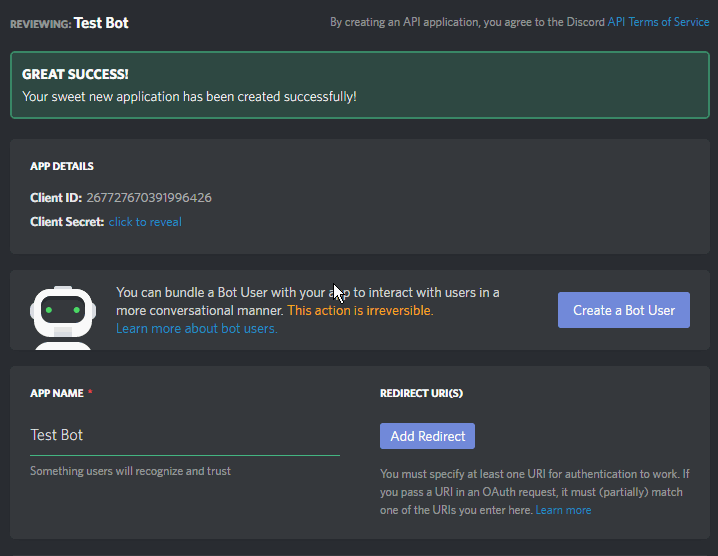 REVIEWING: Test Bot
By creating an API application, you agree to the Discord API Terms of Service
GREAT SUCCESS!
Your sweet new application has been created successfully!
APP DETAILS
Client ID: 267727670391996426
Client Secret: click to reveal
You can bundle a Bot User with your app to interact with users in a
more conversational manner. This action is irreversible.
Learn more about bot users.
Create a Bot User
APP NAME *
Test Bot
Something users will recognize and trust
REDIRECT URI(S)
Add Redirect
You must specify at least one URI for authentication to work. If
you pass a URI in an OAuth request, it must (partially) match
one of the URIs you enter here. Learn more